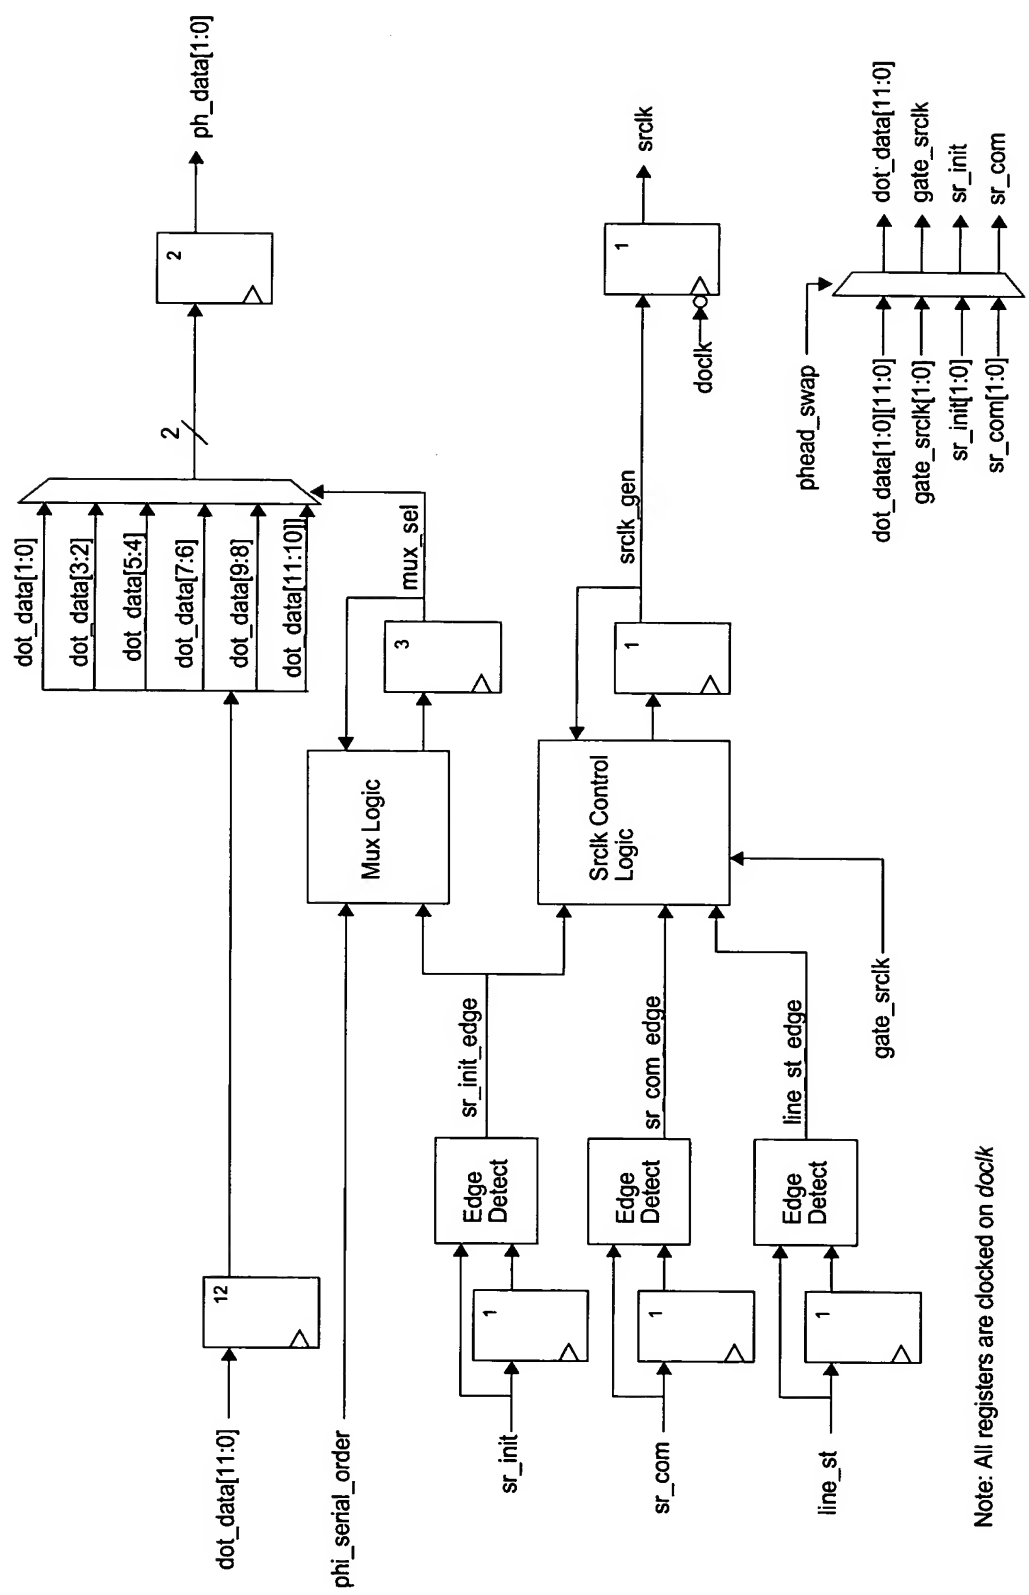 dot_data[11:0]
12
dot_data[1:0]
dot_data[3:2]
dot_data[5:4]
dot_data[7:6]
dot_data[9:8]
dot_data[11:10]]
2
2
ph_data[1:0]
phi_serial_order
Mux Logic
3
mux_sel
sr_init
1
Edge
Detect
sr_init_edge
sr_com
1
Edge
Detect
sr_com_edge
line_st
1
Edge
Detect
line_st_edge
gate_srclk
Srclk Control
Logic
1
srclk_gen
doclk
1
srclk
phead_swap
dot_data[1:0][11:0]
gate_srclk[1:0]
sr_init[1:0]
sr_com[1:0]
dot_data[11:0]
gate_srclk
sr_init
sr_com
Note: All registers are clocked on doclk